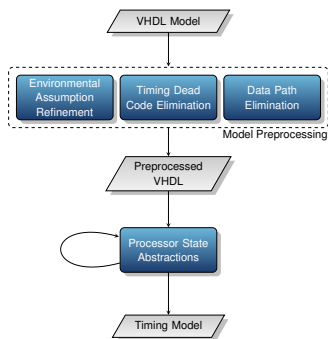 VHDL Model
Environmental
Assumption
Refinement
Timing Dead
Code Elimination
Data Path
Elimination
Model Preprocessing
Preprocessed
VHDL
Processor State
Abstractions
Timing Model